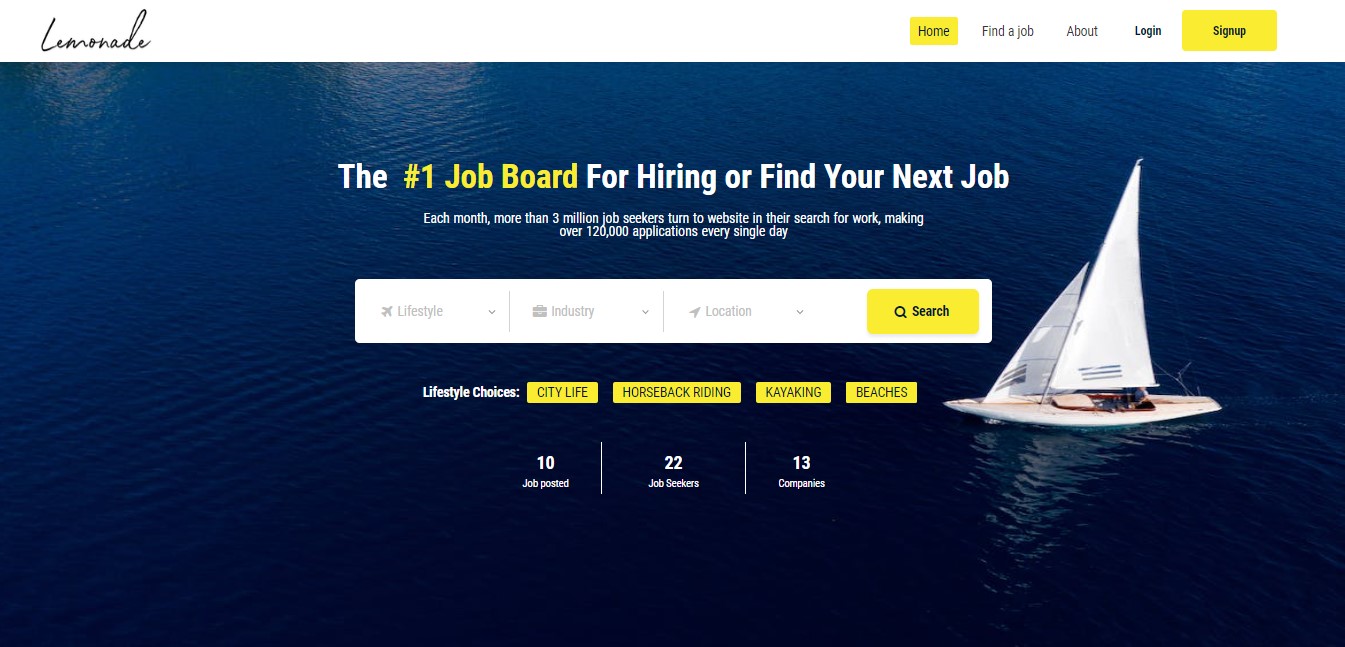 Lemonade
Home Find a job About Login Signup
The #1 Job Board For Hiring or Find Your Next Job
Each month, more than 3 million job seekers turn to website in their search for work, making
over 120,000 applications every single day
Lifestyle Industry Location Search
Lifestyle Choices: CITY LIFE HORSEBACK RIDING KAYAKING BEACHES
10 22 13
Job posted Job Seekers Companies